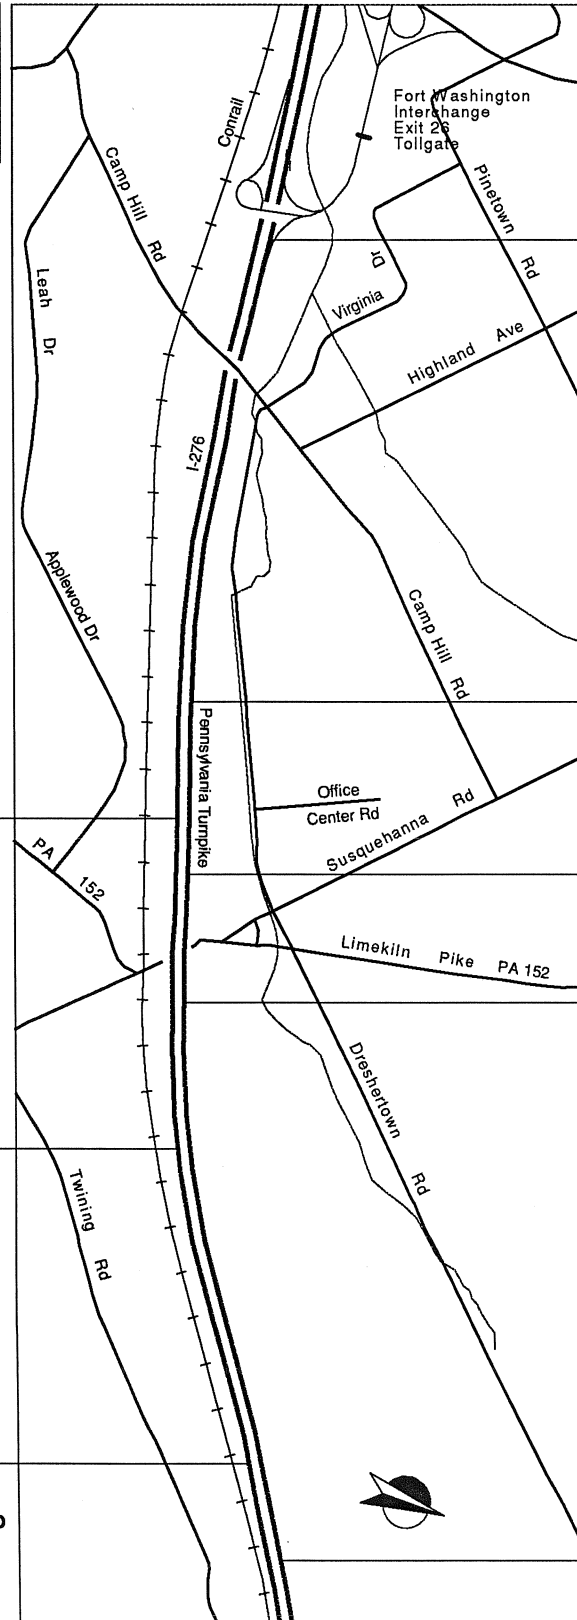 Fort Washington
Interchange
Exit 26
Tollgate
Conrail
Camp Hill Rd
Pinetown Rd
Leah Dr
Virginia Dr
Highland Ave
I-276
Applewood Dr
Camp Hill Rd
Pennsylvania Turnpike
Office
Center Rd
Susquehanna Rd
PA 152
Limekiln Pike PA 152
Dreshertown Rd
Twining Rd